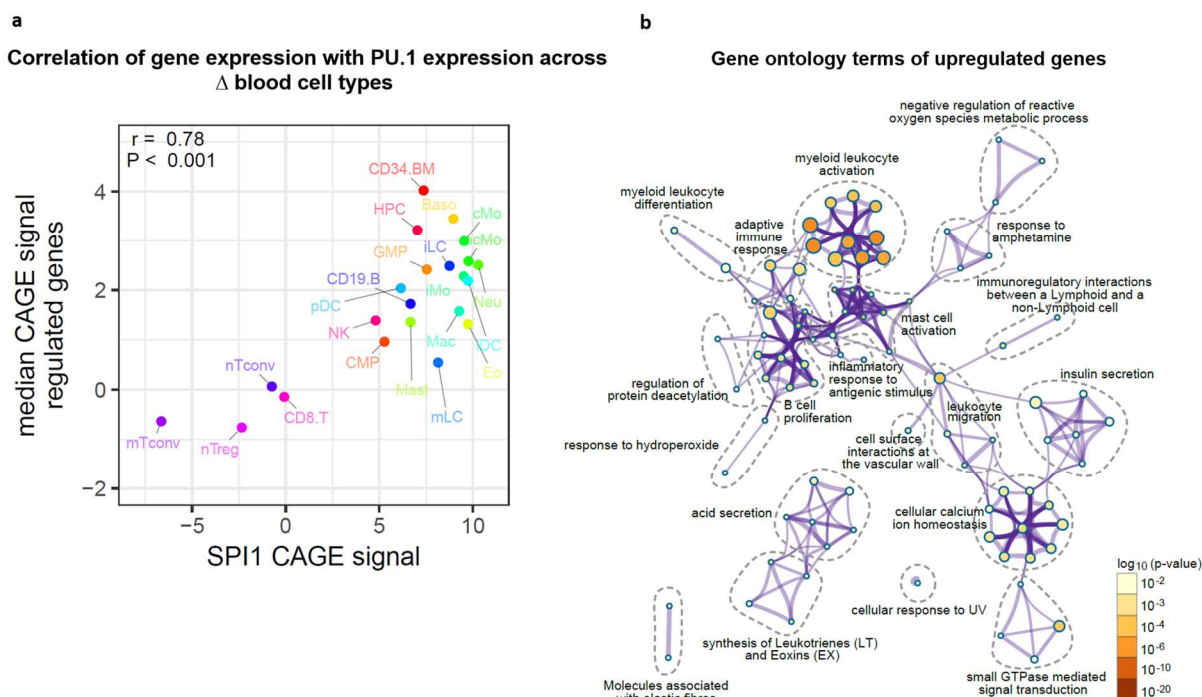 a
Correlation of gene expression with PU.1 expression across
Δ blood cell types
r = 0.78
P < 0.001
median CAGE signal
regulated genes
4
2
0
−2
CD34.BM
Baso
HPC
cMo
GMP
iLC
ncMo
CD19.B
pDC
iMo
Neu
NK
Mac
iDC
CMP
Mast
Eo
mLC
nTconv
CD8.T
mTconv
nTreg
−5
0
5
10
SPI1 CAGE signal
b
Gene ontology terms of upregulated genes
negative regulation of reactive
oxygen species metabolic process
myeloid leukocyte
activation
myeloid leukocyte
differentiation
adaptive
immune
response
response to
amphetamine
immunoregulatory interactions
between a Lymphoid and a
non-Lymphoid cell
mast cell
activation
regulation of
protein deacetylation
inflammatory
response to
antigenic stimulus
insulin secretion
B cell
proliferation
leukocyte
migration
response to hydroperoxide
cell surface
interactions at
the vascular wall
acid secretion
cellular calcium
ion homeostasis
cellular response to UV
synthesis of Leukotrienes (LT)
and Eoxins (EX)
small GTPase mediated
signal transduction
Molecules associated
with elastic fibres
log10 (p-value)
10-2
10-3
10-4
10-6
10-10
10-20